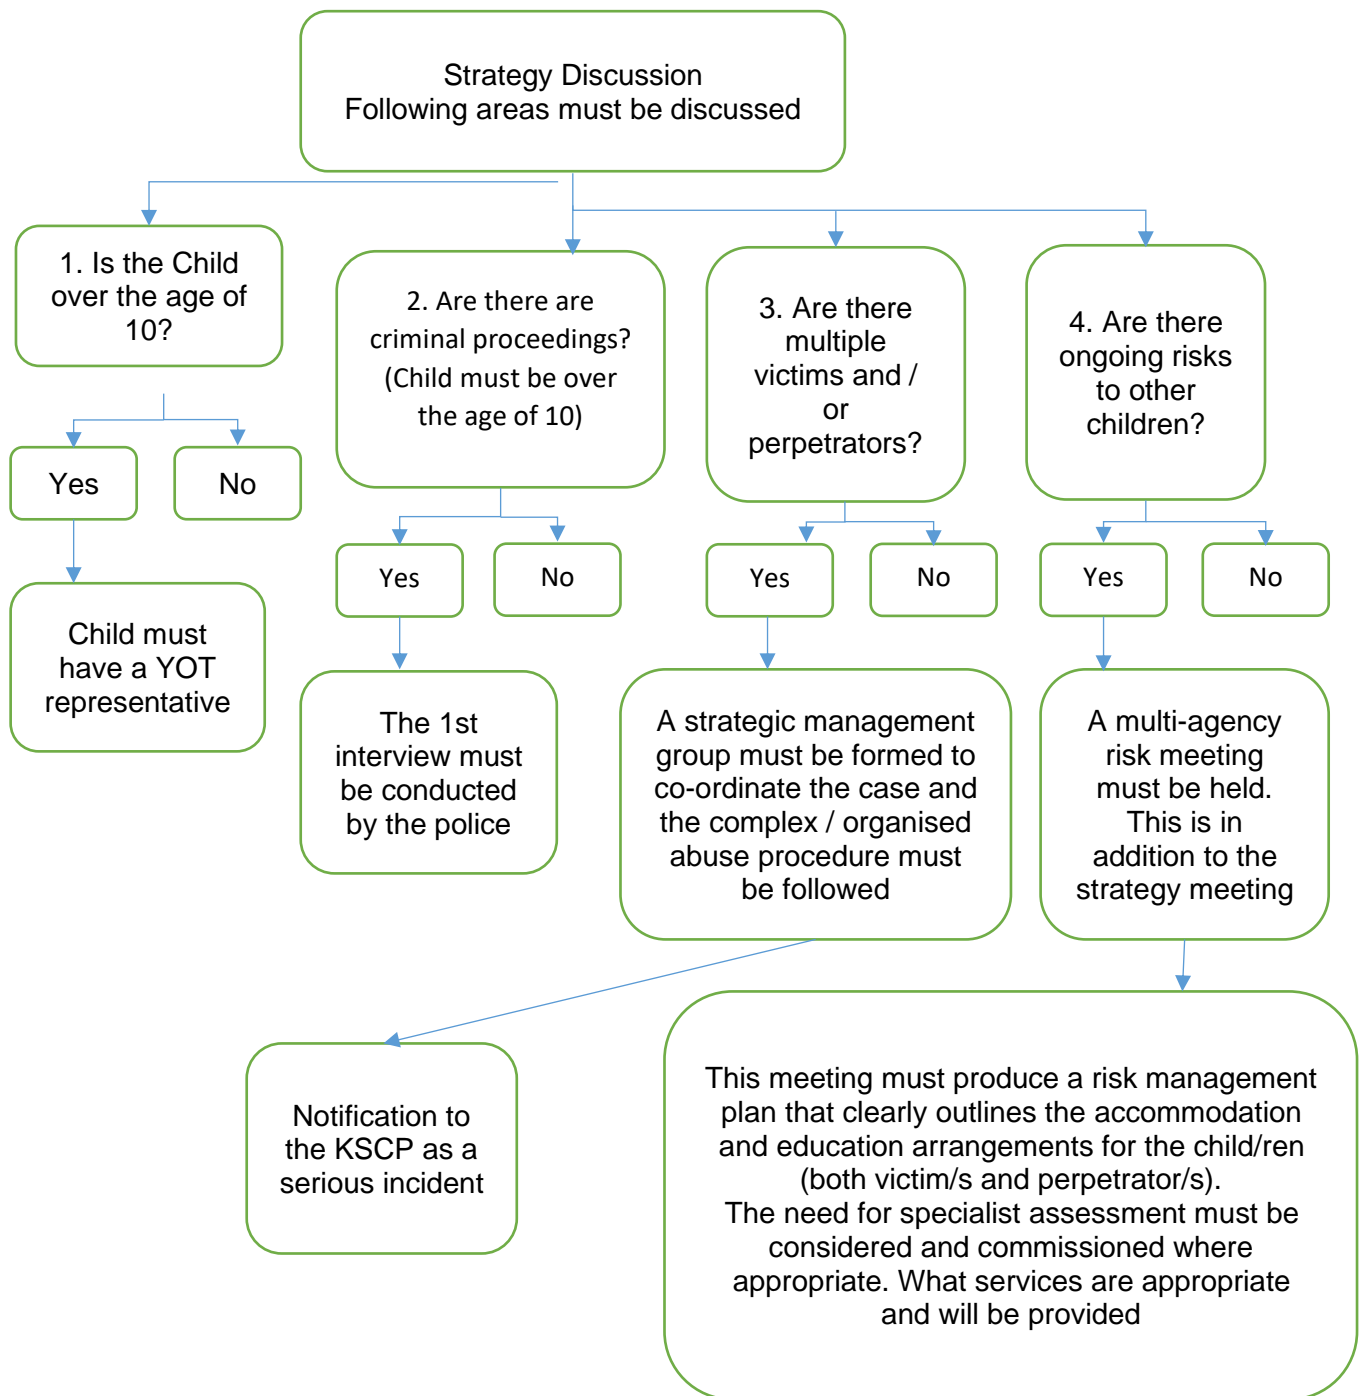 Strategy Discussion
Following areas must be discussed
1. Is the Child
over the age of
10?
Yes
No
Child must
have a YOT
representative
2. Are there are
criminal proceedings?
(Child must be over
the age of 10)
Yes
No
The 1st
interview must
be conducted
by the police
3. Are there
multiple
victims and /
or
perpetrators?
Yes
No
A strategic management
group must be formed to
co-ordinate the case and
the complex / organised
abuse procedure must
be followed
Notification to
the KSCP as a
serious incident
4. Are there
ongoing risks
to other
children?
Yes
No
A multi-agency
risk meeting
must be held.
This is in
addition to the
strategy meeting
This meeting must produce a risk management
plan that clearly outlines the accommodation
and education arrangements for the child/ren
(both victim/s and perpetrator/s).
The need for specialist assessment must be
considered and commissioned where
appropriate. What services are appropriate
and will be provided